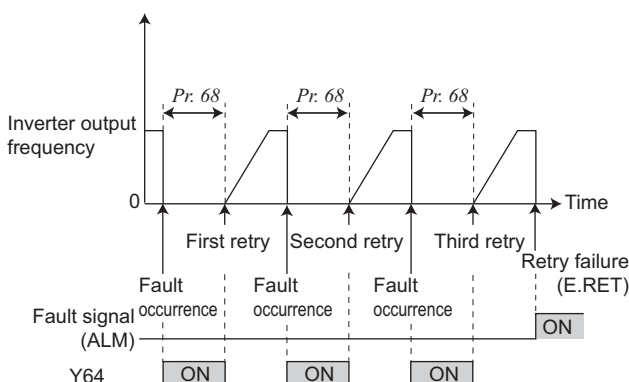 Pr. 68 Pr. 68 Pr. 68
Inverter output
frequency
0
Time
First retry Second retry Third retry
Retry failure
(E.RET)
Fault
occurrence
Fault
occurrence
Fault
occurrence
Fault signal
(ALM)
ON
Y64
ON ON ON